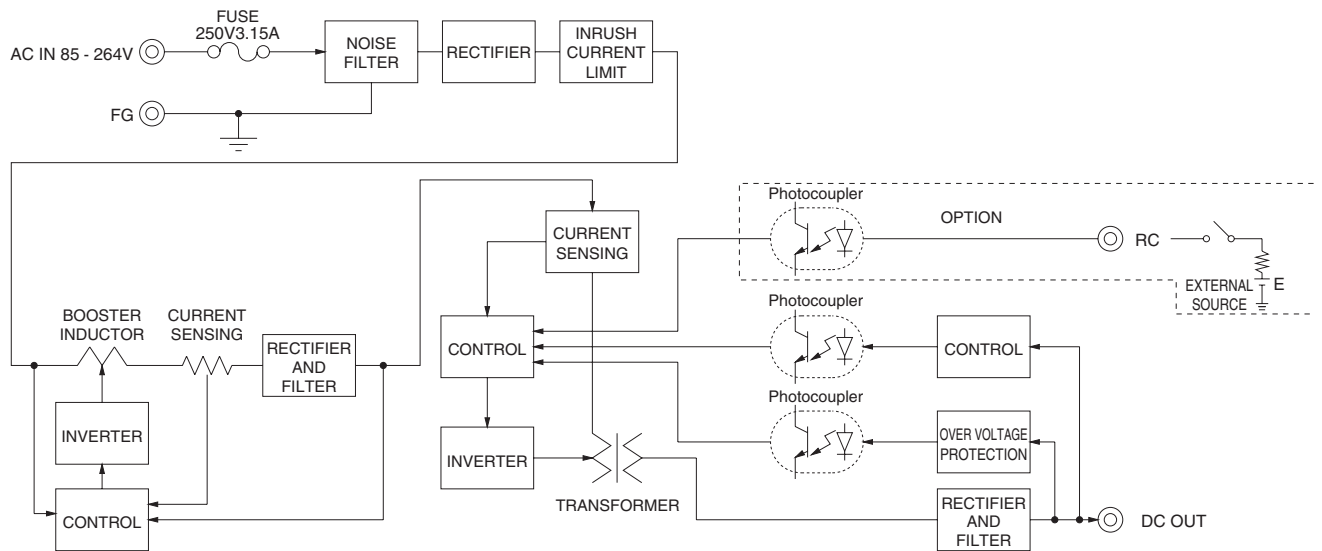 FUSE
250V3.15A
AC IN 85 - 264V
NOISE
FILTER
RECTIFIER
INRUSH
CURRENT
LIMIT
FG
Photocoupler
OPTION
RC
EXTERNAL
SOURCE
E
CURRENT
SENSING
BOOSTER
INDUCTOR
CURRENT
SENSING
RECTIFIER
AND
FILTER
CONTROL
Photocoupler
CONTROL
Photocoupler
INVERTER
INVERTER
OVER VOLTAGE
PROTECTION
TRANSFORMER
CONTROL
RECTIFIER
AND
FILTER
DC OUT